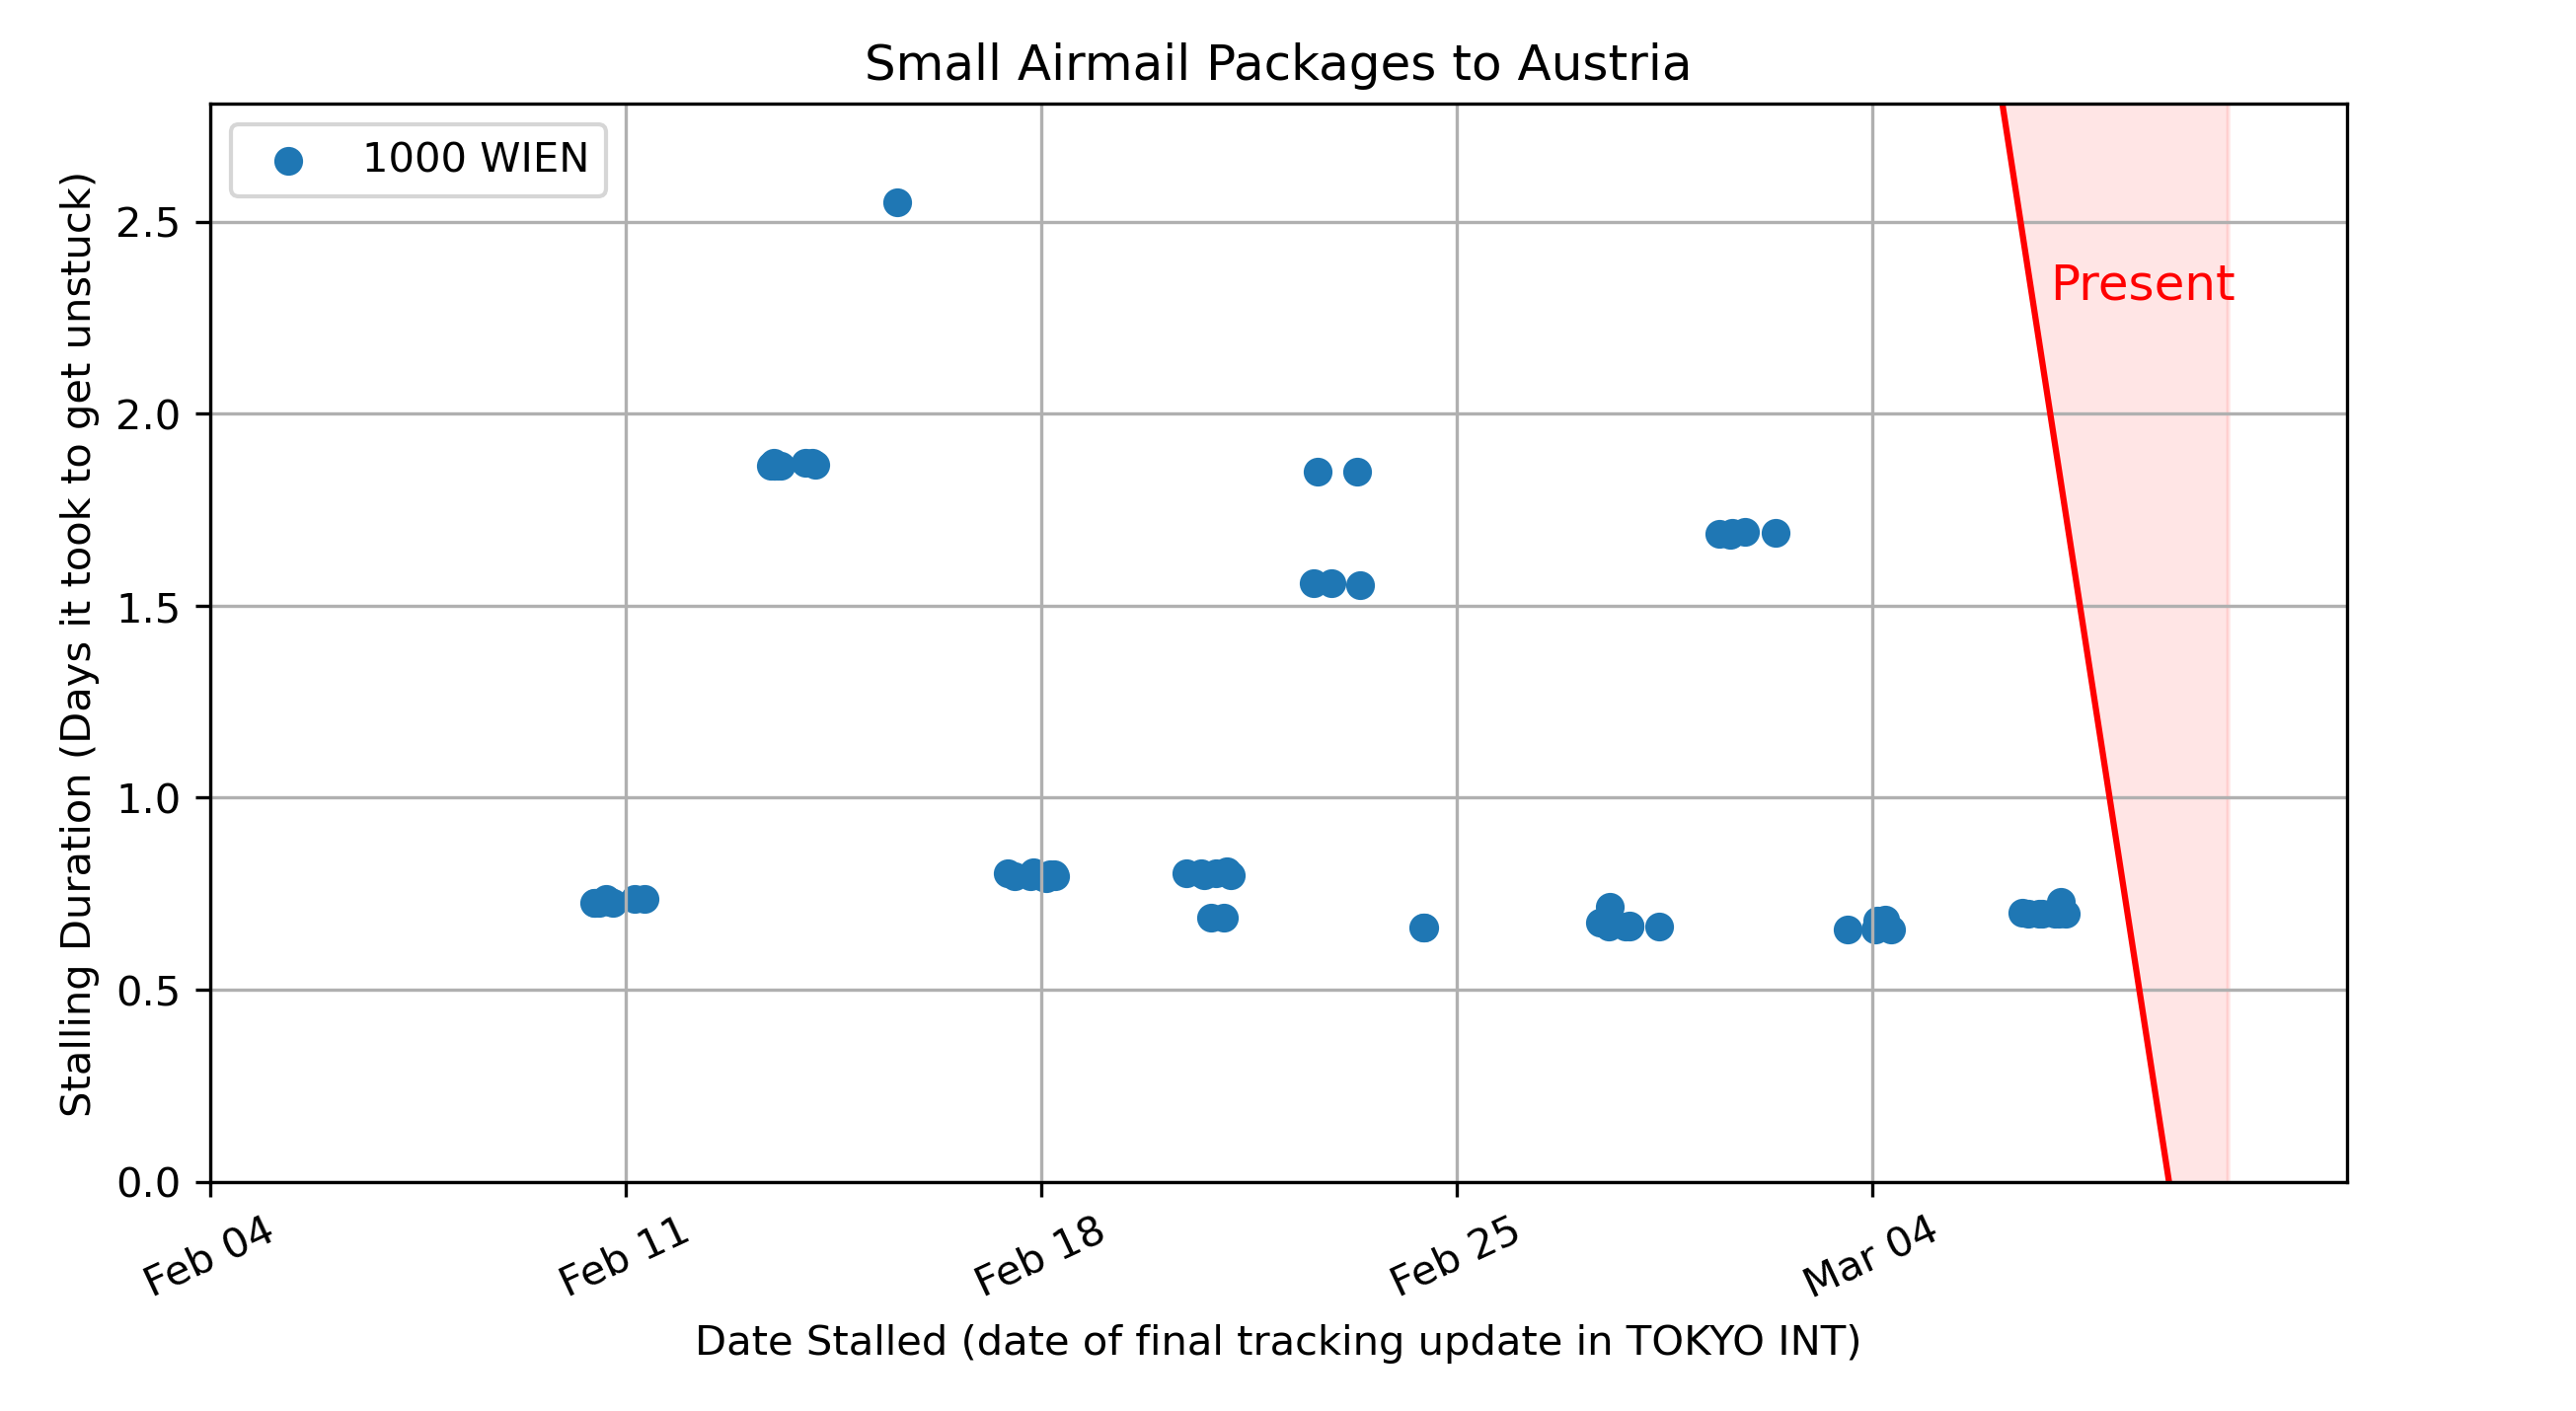 Small Airmail Packages to Austria
1000 WIEN
Present
Stalling Duration (Days it took to get unstuck)
2.5
2.0
1.5
1.0
0.5
0.0
Feb 04
Feb 11
Feb 18
Feb 25
Mar 04
Date Stalled (date of final tracking update in TOKYO INT)